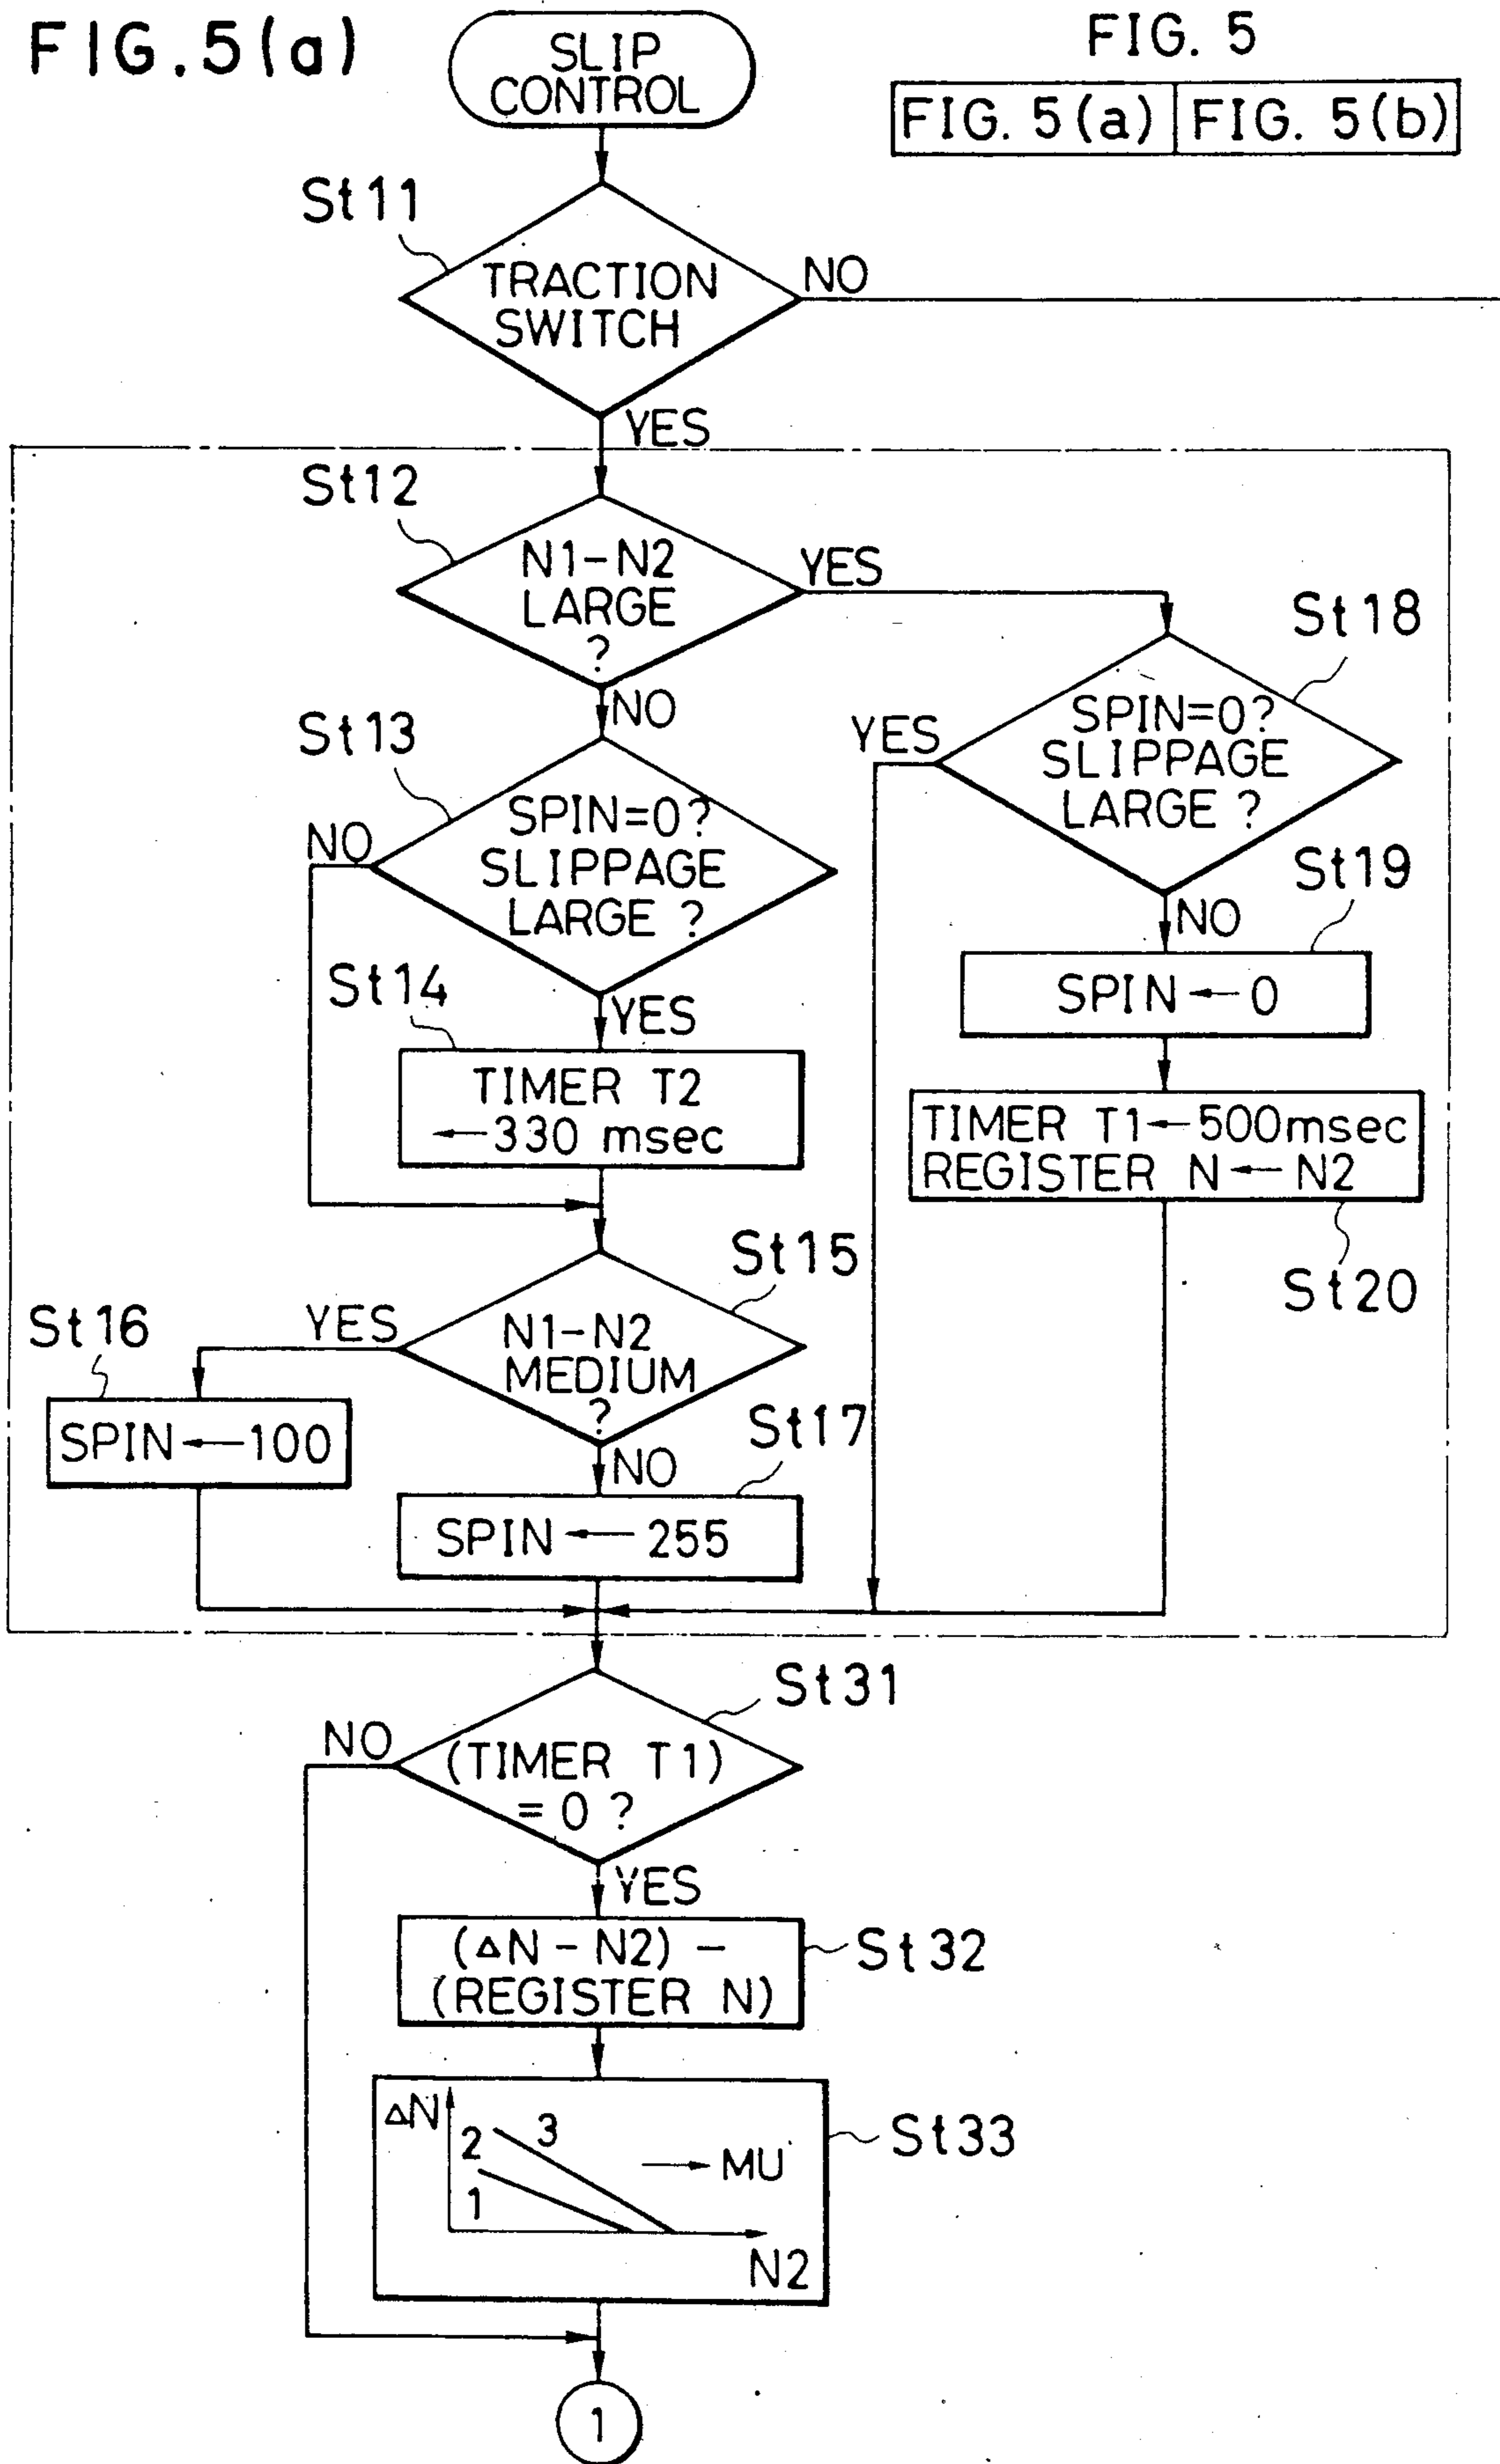 FIG.5(a)
FIG. 5
FIG. 5(a) FIG. 5(b)
SLIP
CONTROL
St11
TRACTION
SWITCH
NO
YES
St12
N1-N2
LARGE
?
YES
NO
St18
SPIN=0?
SLIPPAGE
LARGE ?
YES
NO
St13
SPIN=0?
SLIPPAGE
LARGE ?
NO
YES
St19
SPIN←0
St14
TIMER T2
←330 msec
TIMER T1←500msec
REGISTER N←N2
St20
St15
N1-N2
MEDIUM
?
YES
NO
St16
SPIN←100
St17
SPIN←255
St31
(TIMER T1)
=0 ?
NO
YES
(ΔN-N2)-
(REGISTER N)
St32
ΔN
2
3
1
→MU
N2
St33
1